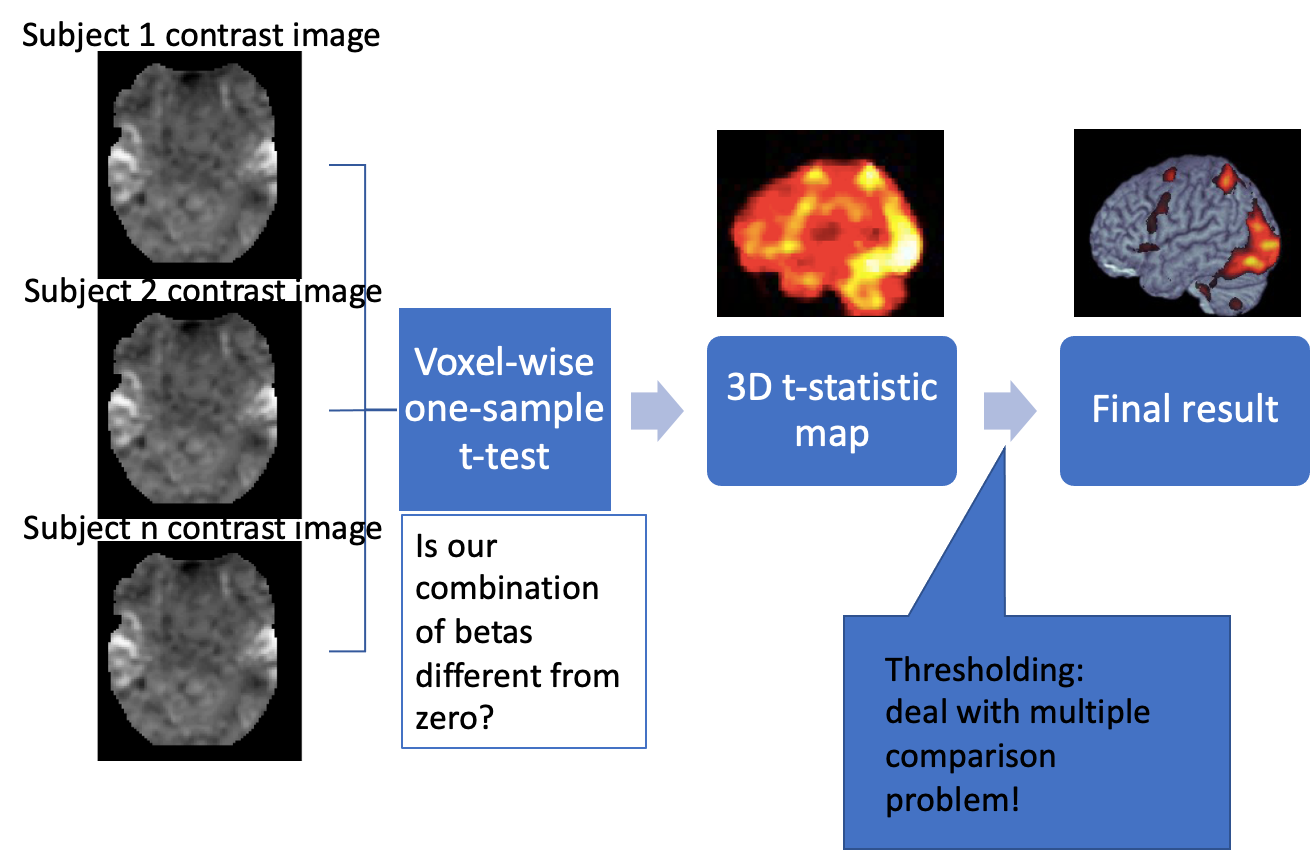 Subject 1 contrast image
Subject 2 contrast image
Subject n contrast image
Voxel-wise
one-sample
t-test
Is our
combination
of betas
different from
zero?
3D t-statistic
map
Final result
Thresholding:
deal with multiple
comparison
problem!